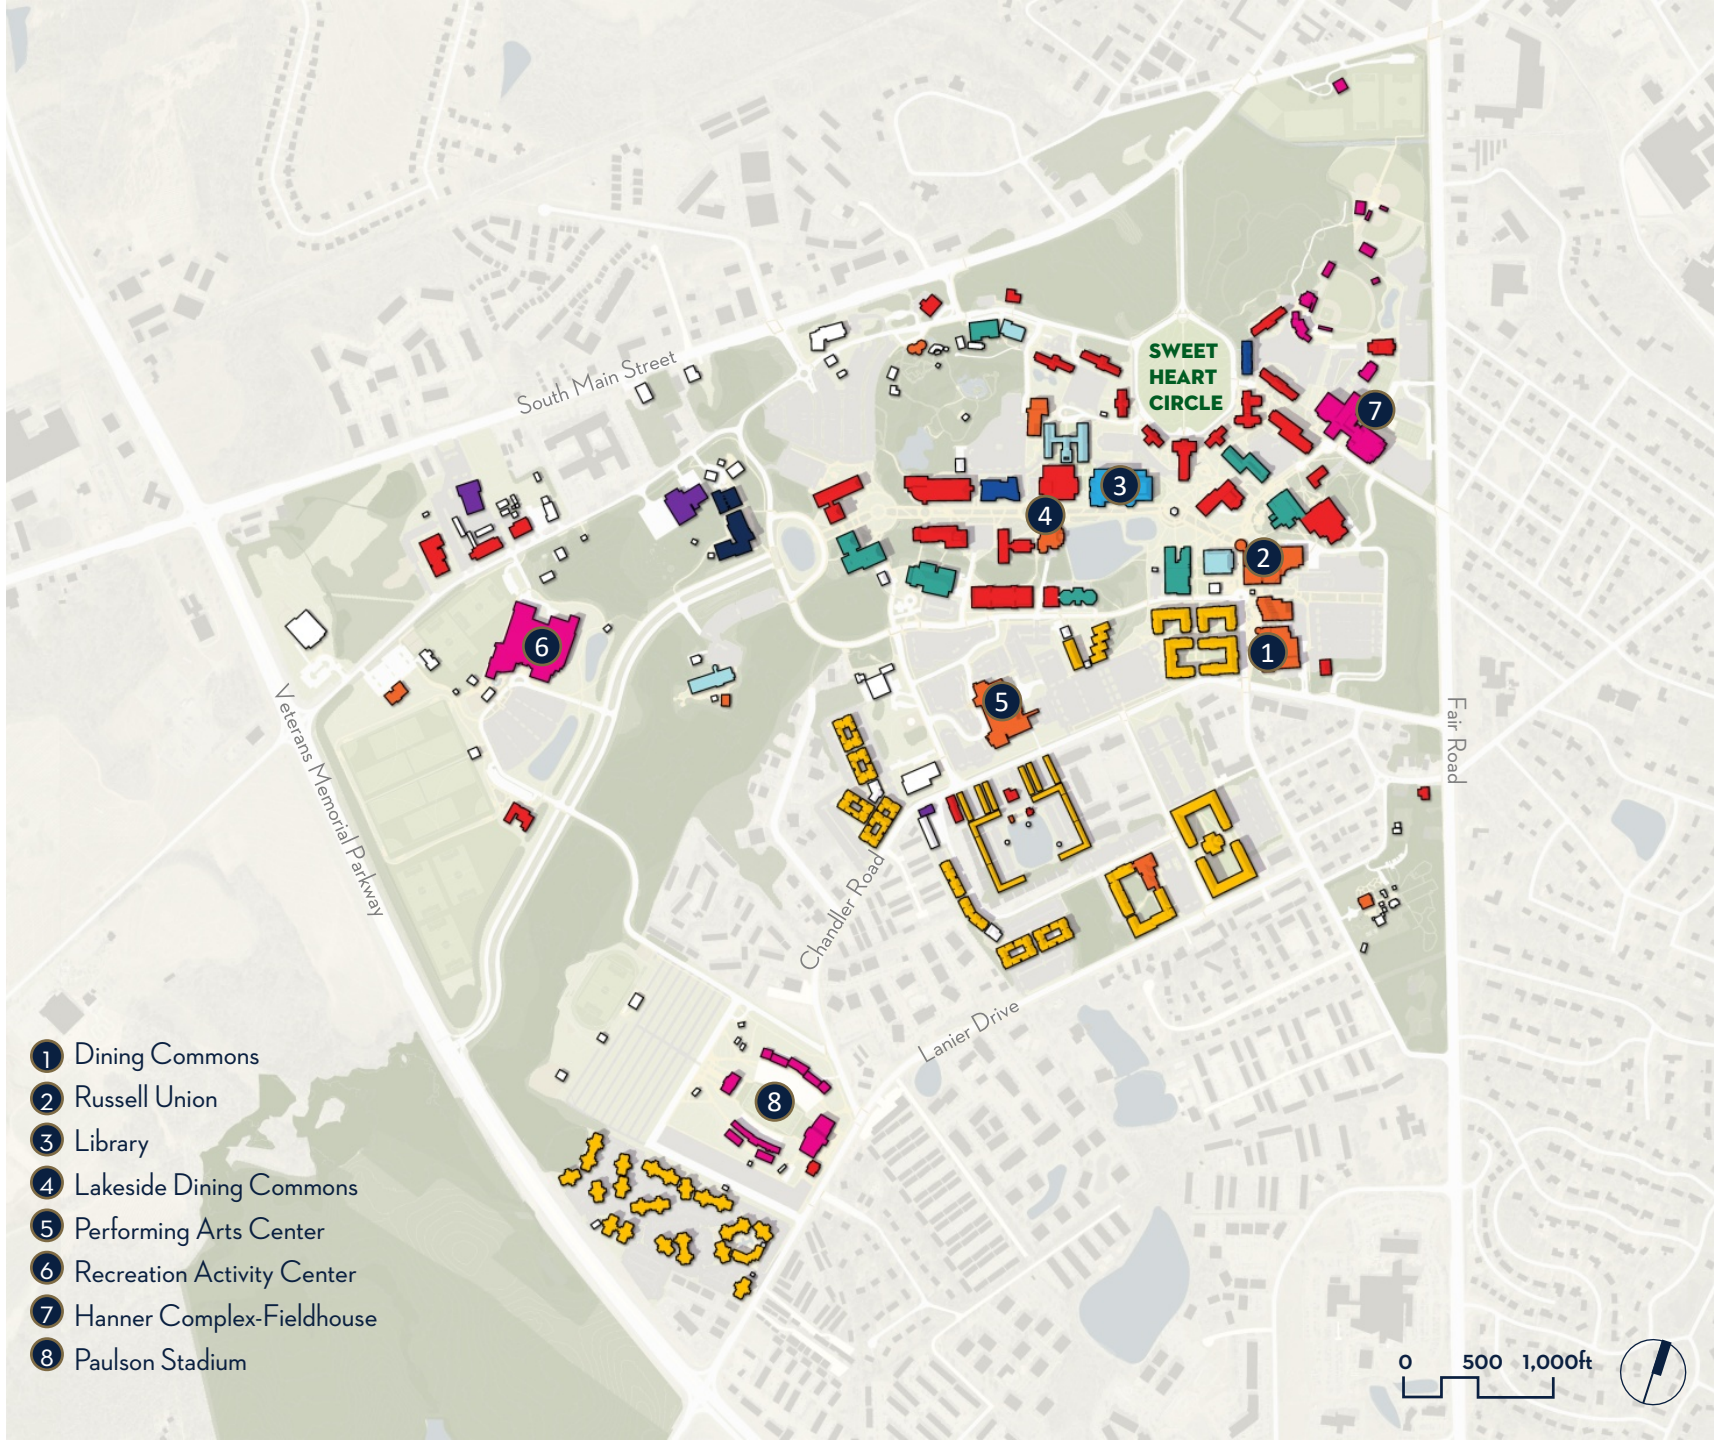 SWEET
HEART
CIRCLE
South Main Street
7
3
4
2
6
1
5
Veterans Memorial Parkway
Fair Road
Chandler Road
Lanier Drive
8
1 Dining Commons
2 Russell Union
3 Library
4 Lakeside Dining Commons
5 Performing Arts Center
6 Recreation Activity Center
7 Hanner Complex-Fieldhouse
8 Paulson Stadium
0 500 1,000ft